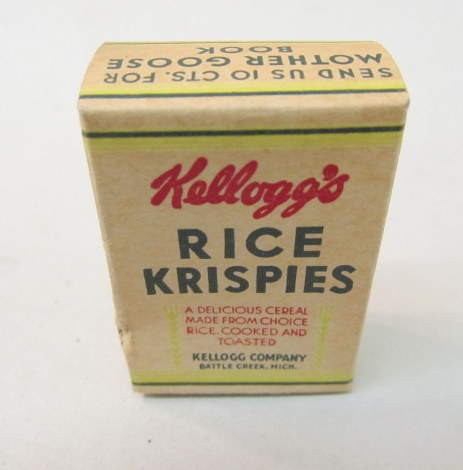 SEND US 10 CTS. FOR
MOTHER GOOSE
BOOK
Kellogg's
RICE
KRISPIES
A DELICIOUS CEREAL
MADE FROM CHOICE
RICE. COOKED AND
TOASTED
KELLOGG COMPANY
BATTLE CREEK, MICH.